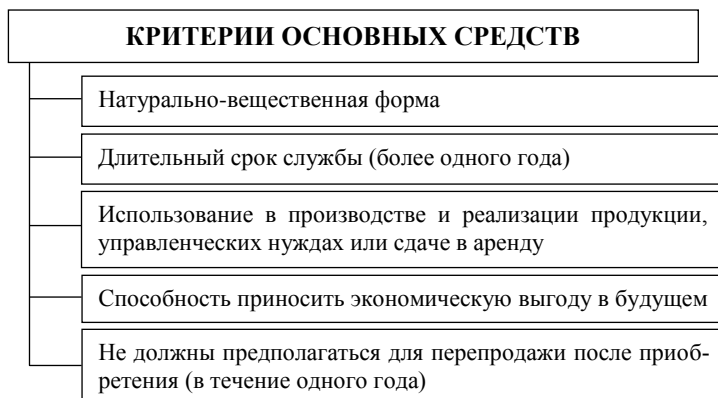 КРИТЕРИИ ОСНОВНЫХ СРЕДСТВ
Натурально-вещественная форма
Длительный срок службы (более одного года)
Использование в производстве и реализации продукции,
управленческих нуждах или сдаче в аренду
Способность приносить экономическую выгоду в будущем
Не должны предполагаться для перепродажи после приоб-
ретения (в течение одного года)